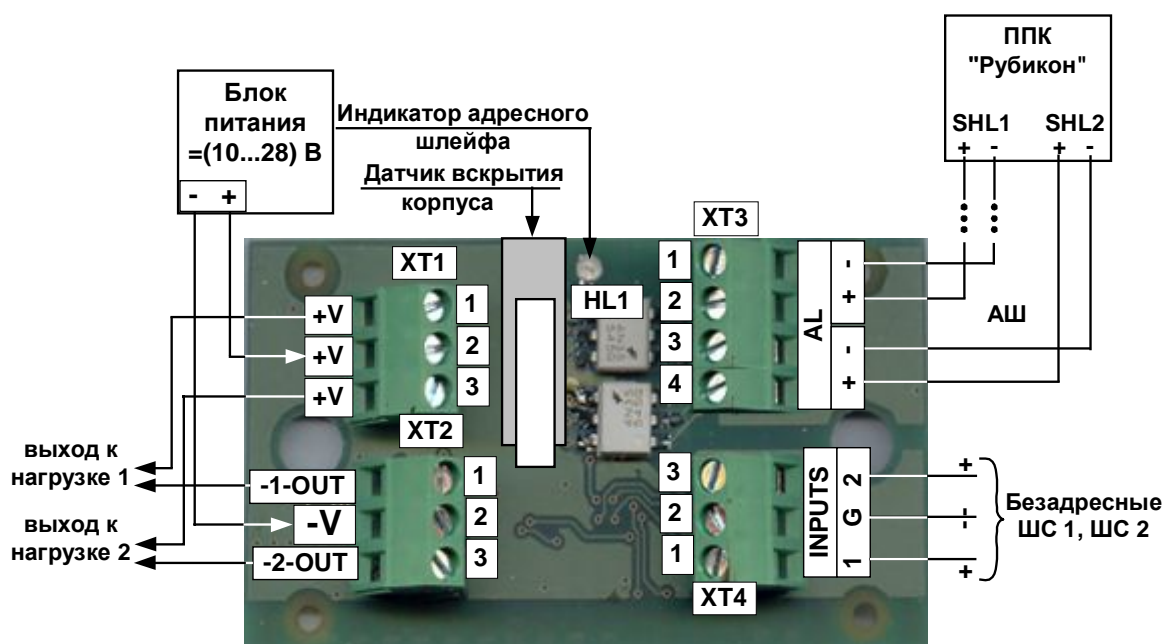 ППК
"Рубикон"
SHL1 SHL2
+ - + -
Блок
питания
=(10...28) В
- +
Индикатор адресного
шлейфа
Датчик вскрытия
корпуса
XT1
+V 1
+V 2
+V 3
HL1
XT3
1
2
3
4
AL
-
+
-
+
АШ
XT2
выход к
нагрузке 1
выход к
нагрузке 2
-1-OUT 1
-V 2
-2-OUT 3
3
2
1
INPUTS
1 G 2
+
-
-
+
Безадресные
ШС 1, ШС 2
XT4